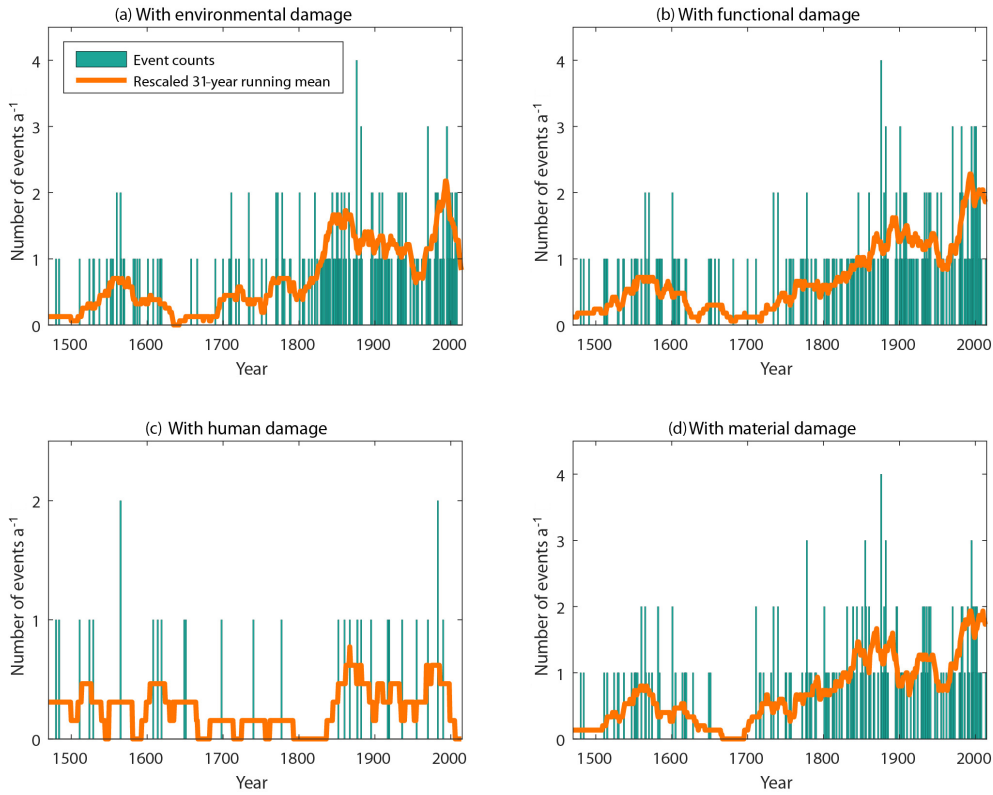 (a) With environmental damage
Number of events a-1
4
3
2
1
0
Event counts
Rescaled 31-year running mean
1500 1600 1700 1800 1900 2000
Year
(b) With functional damage
Number of events a-1
4
3
2
1
0
1500 1600 1700 1800 1900 2000
Year
(c) With human damage
Number of events a-1
2
1
0
1500 1600 1700 1800 1900 2000
Year
(d) With material damage
Number of events a-1
4
3
2
1
0
1500 1600 1700 1800 1900 2000
Year